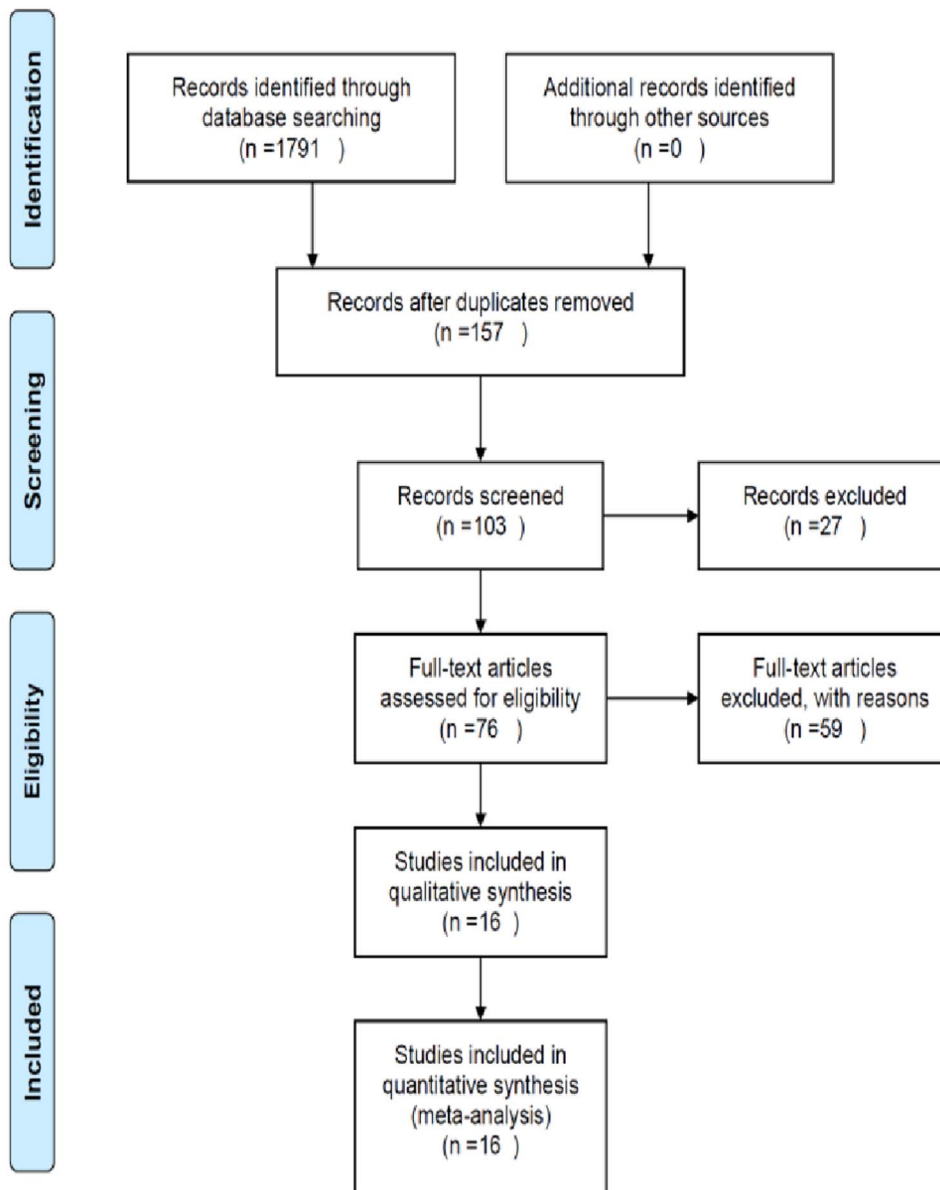 Identification
Records identified through
database searching
(n =1791   )
Additional records identified
through other sources
(n =0   )
Records after duplicates removed
(n =157   )
Screening
Records screened
(n =103   )
Records excluded
(n =27   )
Eligibility
Full-text articles
assessed for eligibility
(n =76   )
Full-text articles
excluded, with reasons
(n =59   )
Studies included in
qualitative synthesis
(n =16   )
Included
Studies included in
quantitative synthesis
(meta-analysis)
(n =16   )